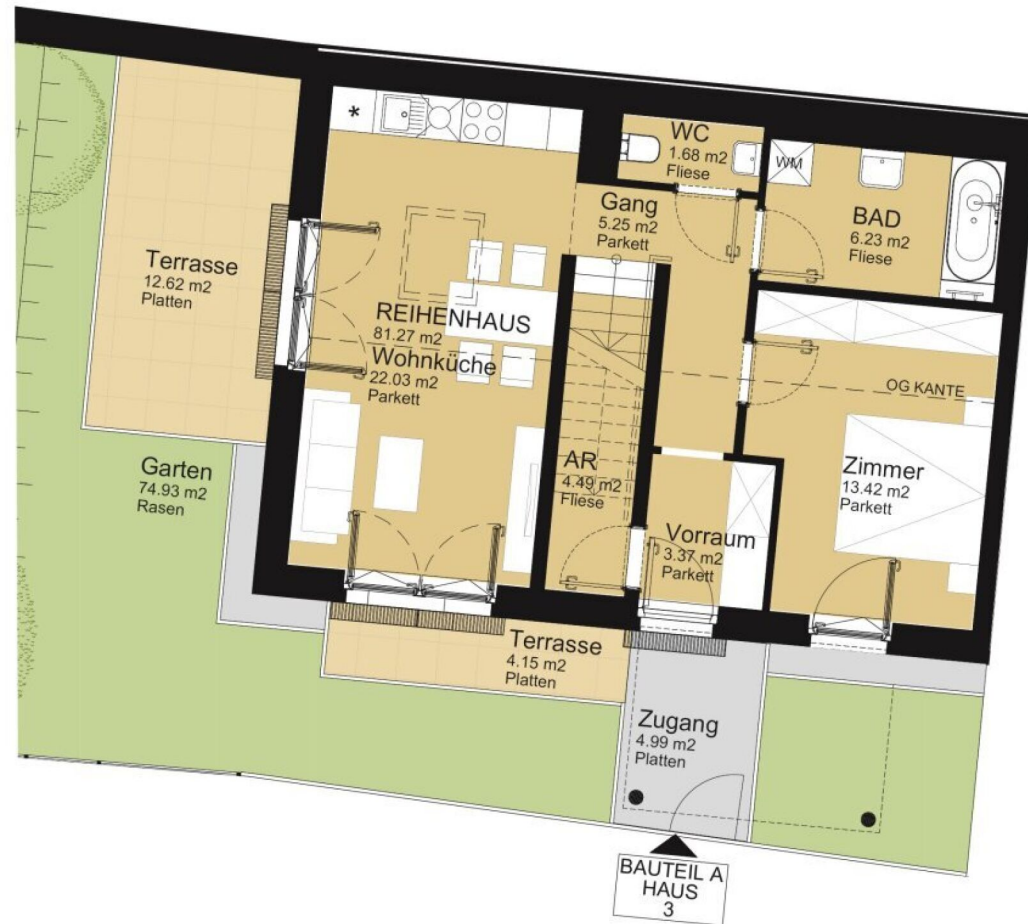 WC
1.68 m2
Fliese
WM
BAD
6.23 m2
Fliese
Gang
5.25 m2
Parkett
*
Terrasse
12.62 m2
Platten
REIHENHAUS
81.27 m2
Wohnküche
22.03 m2
Parkett
OG KANTE
Garten
74.93 m2
Rasen
AR
4.49 m2
Fliese
Zimmer
13.42 m2
Parkett
Vorraum
3.37 m2
Parkett
Terrasse
4.15 m2
Platten
Zugang
4.99 m2
Platten
BAUTEIL A
HAUS
3